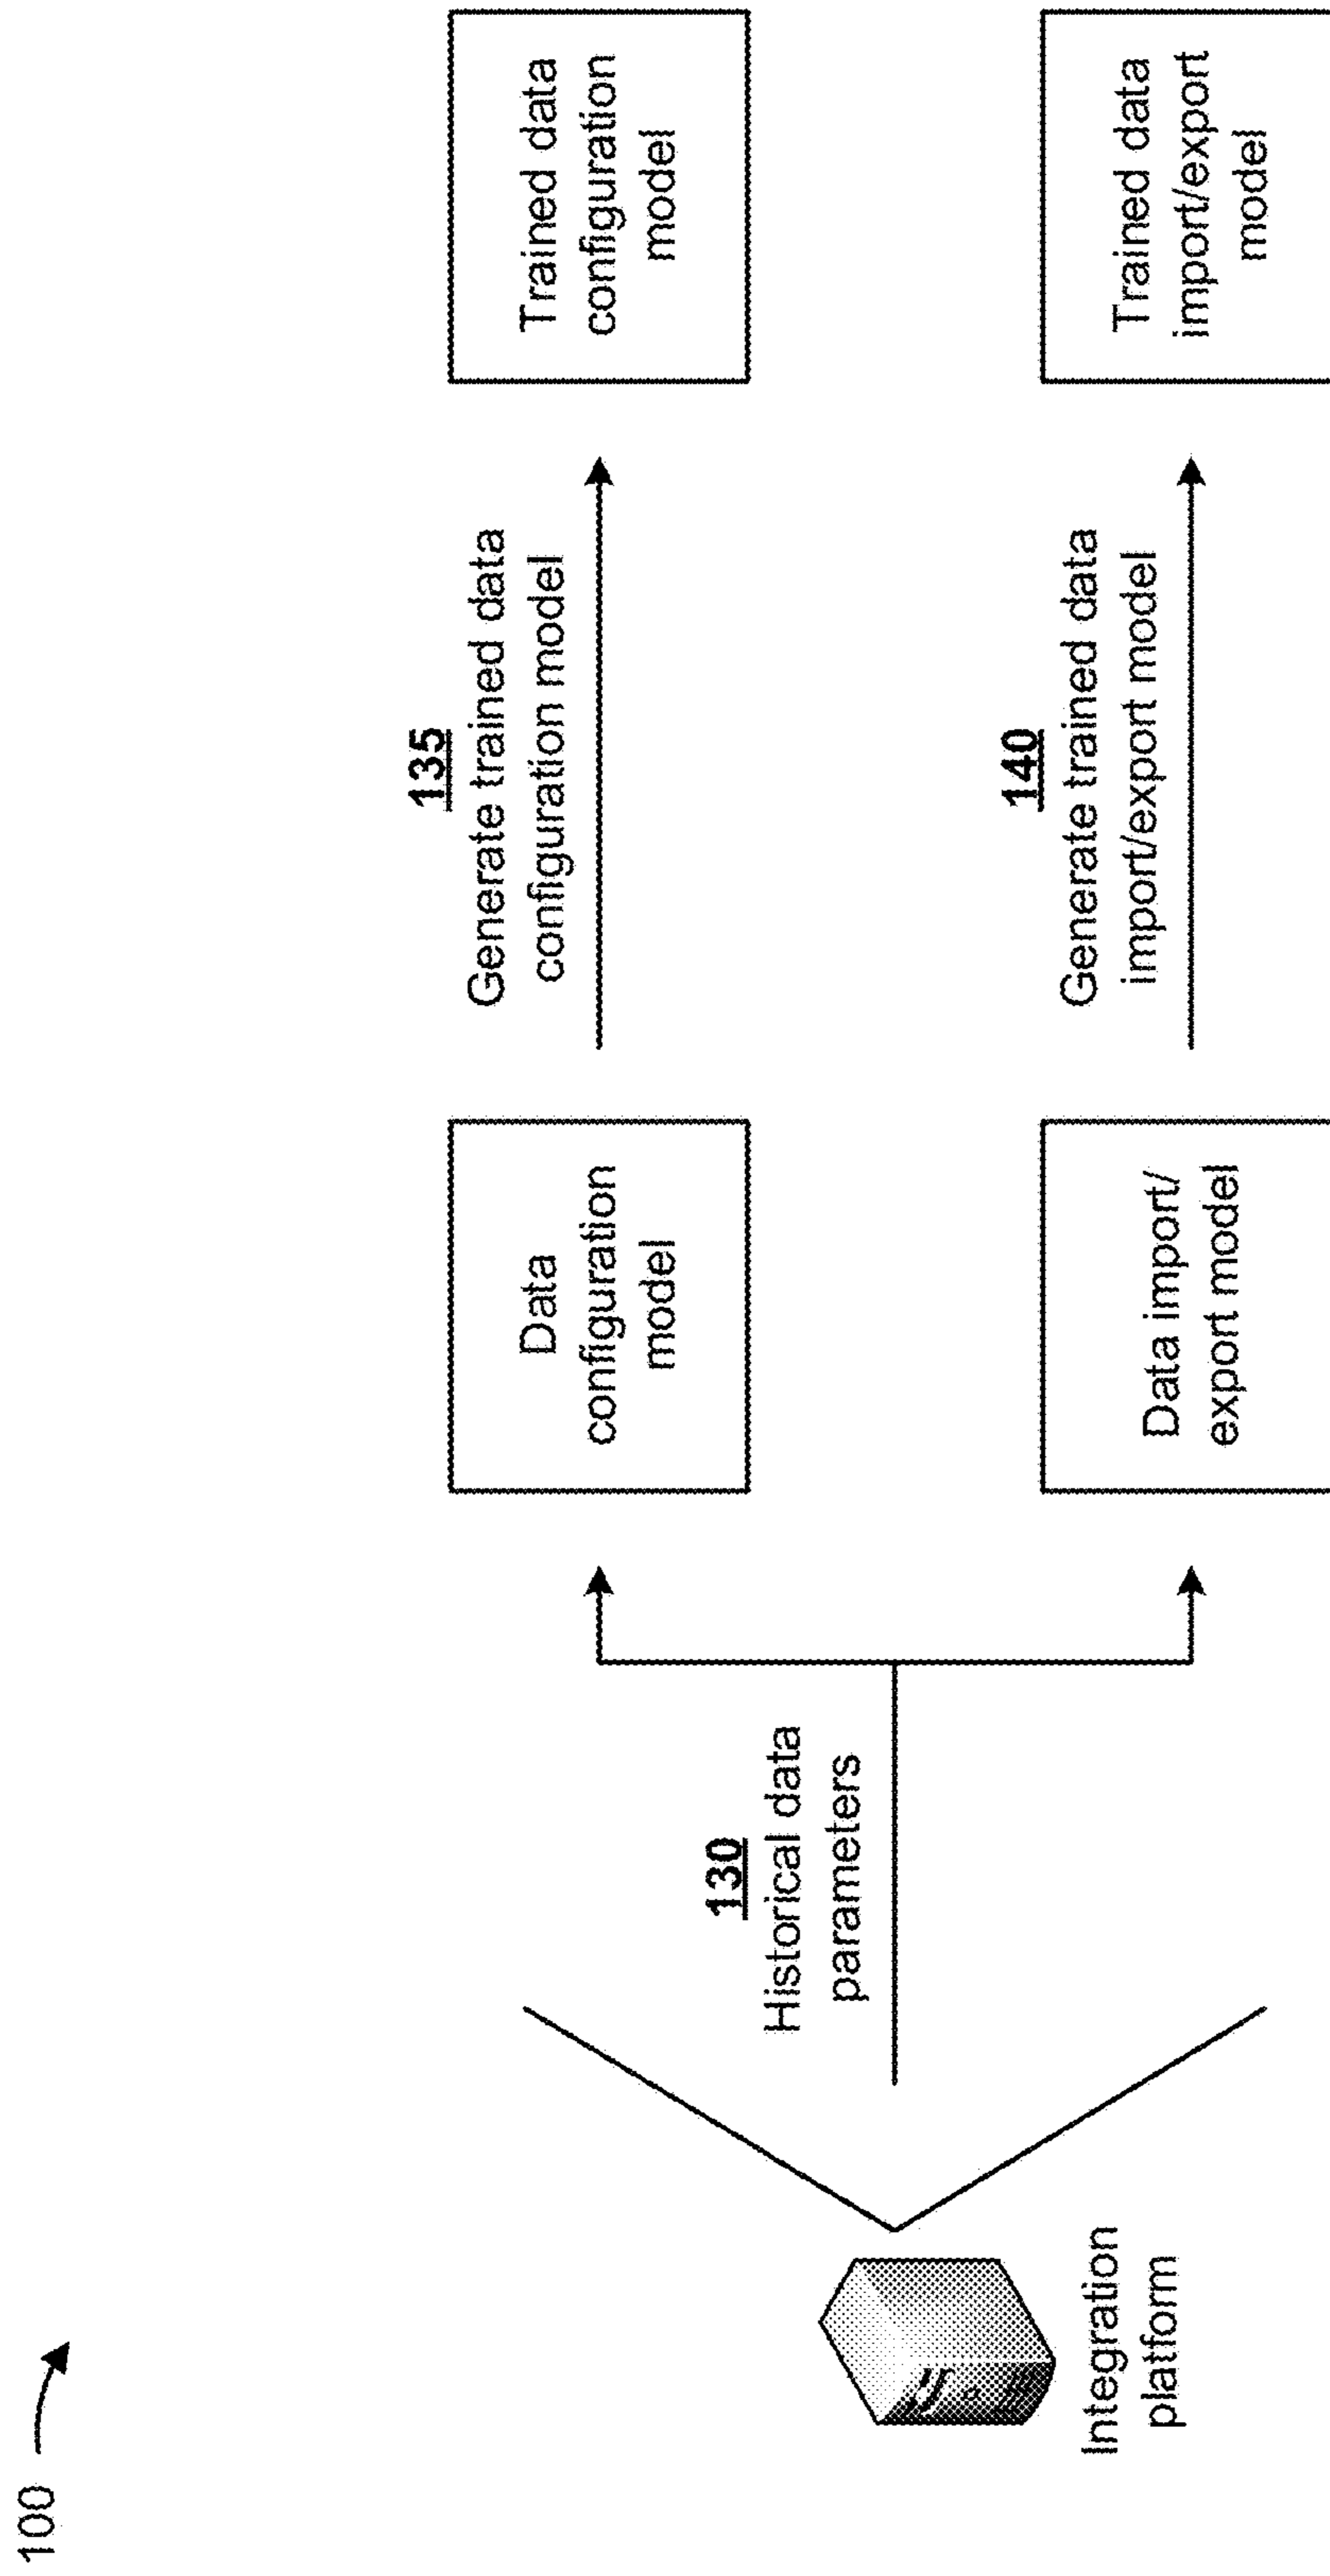 100
Integration
platform
130
Historical data
parameters
Data
configuration
model
135
Generate trained data
configuration model
Trained data
configuration
model
Data import/
export model
140
Generate trained data
import/export model
Trained data
import/export
model